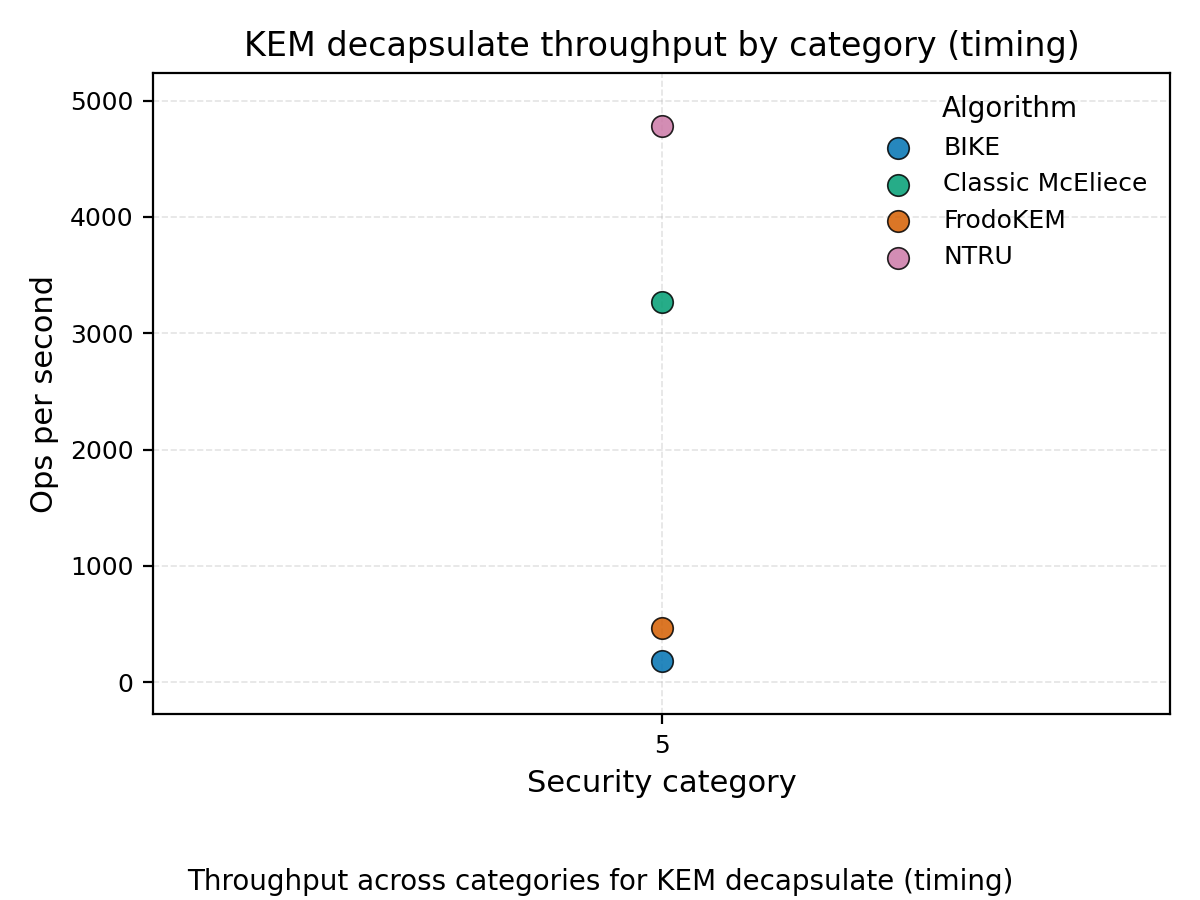 KEM decapsulate throughput by category (timing)
Algorithm
BIKE
Classic McEliece
FrodoKEM
NTRU
5000
4000
3000
2000
1000
0
Ops per second
5
Security category
Throughput across categories for KEM decapsulate (timing)